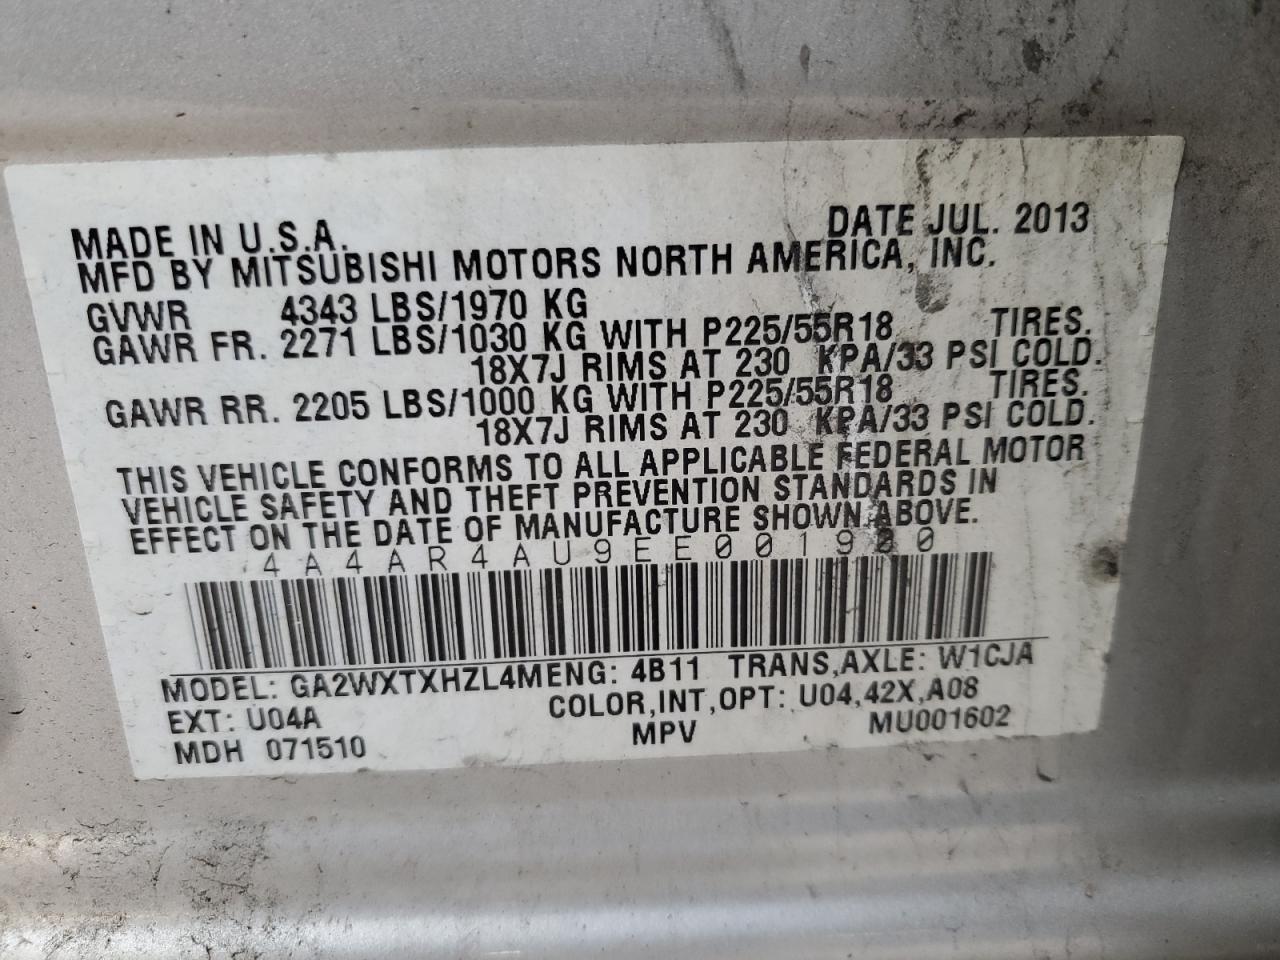 MADE IN U.S.A. DATE JUL. 2013
MFD BY MITSUBISHI MOTORS NORTH AMERICA, INC.
GVWR 4343 LBS/1970 KG
GAWR FR. 2271 LBS/1030 KG WITH P225/55R18 TIRES.
18X7J RIMS AT 230 KPA/33 PSI COLD.
GAWR RR. 2205 LBS/1000 KG WITH P225/55R18 TIRES.
18X7J RIMS AT 230 KPA/33 PSI COLD.
THIS VEHICLE CONFORMS TO ALL APPLICABLE FEDERAL MOTOR
VEHICLE SAFETY AND THEFT PREVENTION STANDARDS IN
EFFECT ON THE DATE OF MANUFACTURE SHOWN ABOVE.
4A4AR4AU9EE001900
MODEL: GA2WXTXHZL4MENG: 4B11 TRANS,AXLE: W1CJA
EXT: U04A COLOR,INT,OPT: U04,42X,A08
MDH 071510 MPV MU001602